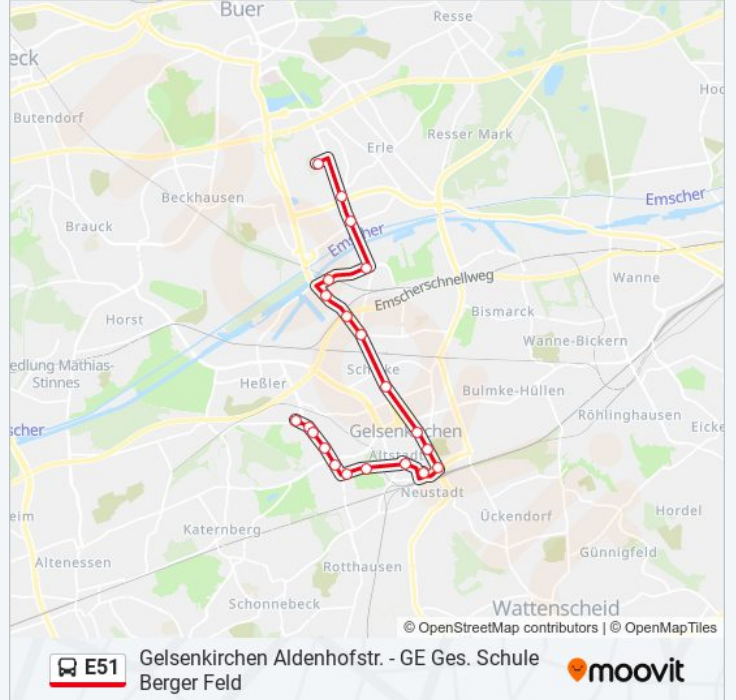 Buer
Resse
eck
Hoc
Butendorf
Erle
Resser Mark
Beckhausen
Emscher
Brauck
Emscher
Wanne
Emscherschnellweg
Horst
Bismarck
Wanne-Bickern
edlung Mathias-
Stinnes
Heßler
Bulmke-Hüllen
Röhlinghausen
scher
Gelsenkirchen
Eicke
Altstadt
Neustadt
eim
Katernberg
Ückendorf
Hordel
Altenessen
Rotthausen
Günnigfeld
Schonnebeck
Wattenscheid
© OpenStreetMap contributors | © OpenMapTiles
E51
Gelsenkirchen Aldenhofstr. - GE Ges. Schule
Berger Feld
moovit